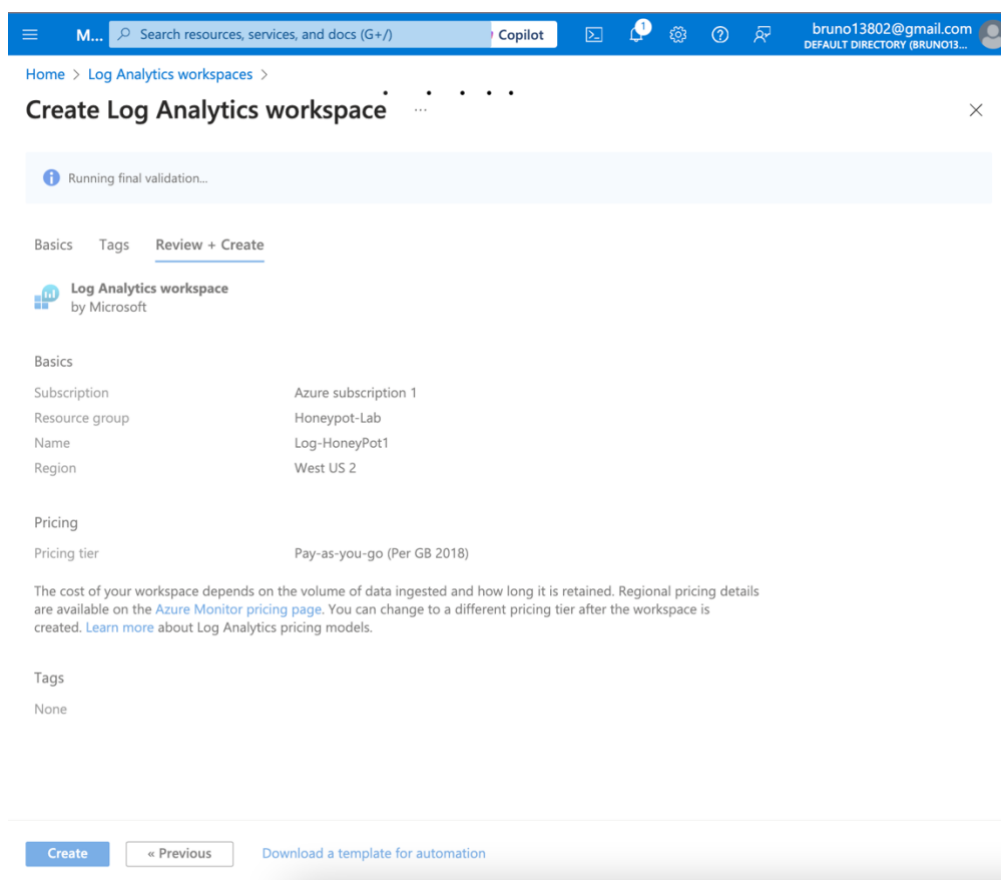 M... Search resources, services, and docs (G+/) Copilot 1 bruno13802@gmail.com
DEFAULT DIRECTORY (BRUNO13...
Home > Log Analytics workspaces >
Create Log Analytics workspace ...
Running final validation...
Basics Tags Review + Create
Log Analytics workspace
by Microsoft
Basics
Subscription Azure subscription 1
Resource group Honeypot-Lab
Name Log-HoneyPot1
Region West US 2
Pricing
Pricing tier Pay-as-you-go (Per GB 2018)
The cost of your workspace depends on the volume of data ingested and how long it is retained. Regional pricing details
are available on the Azure Monitor pricing page. You can change to a different pricing tier after the workspace is
created. Learn more about Log Analytics pricing models.
Tags
None
Create « Previous Download a template for automation